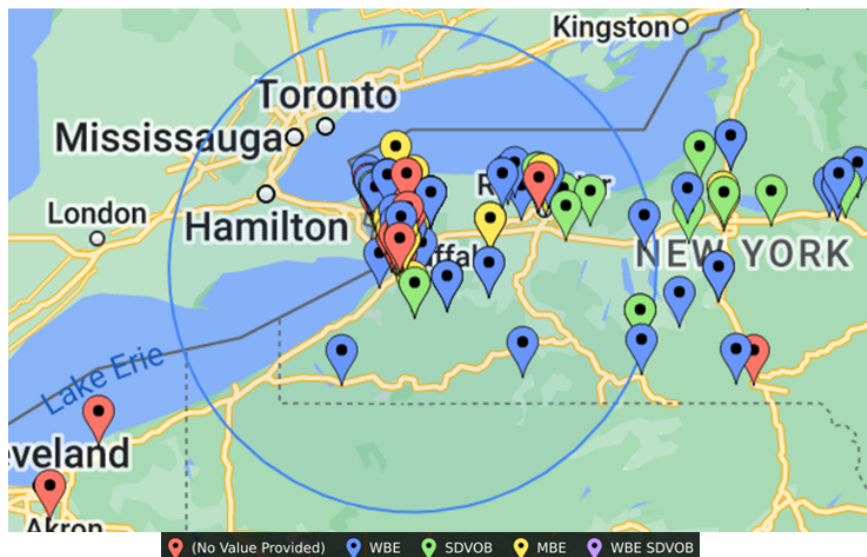 Kingston
Toronto
Mississauga
London
Hamilton
NEW YORK
Lake Erie
eveland
Akron
(No Value Provided) WBE SDVOB MBE WBE SDVOB